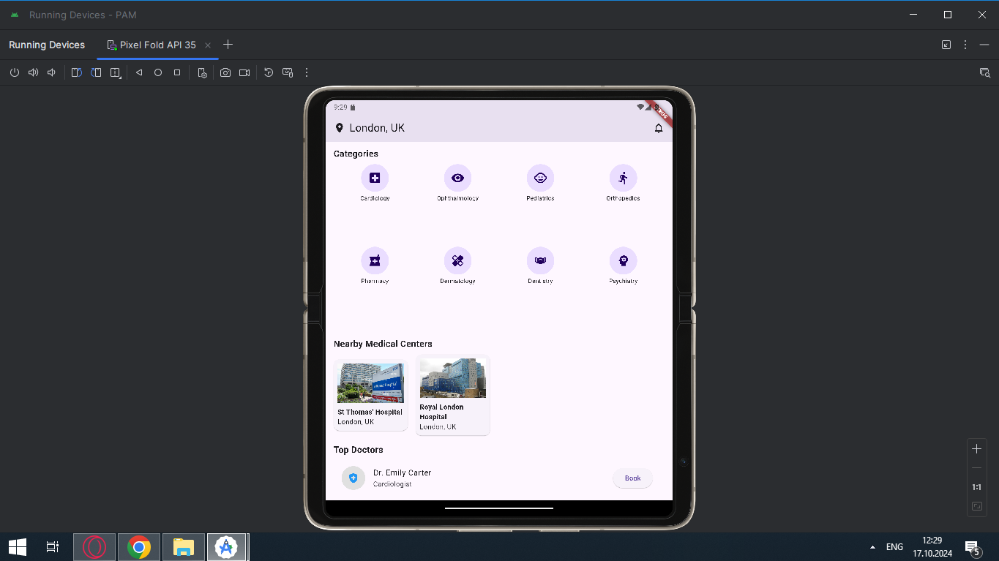 Running Devices - PAM
Running Devices
Pixel Fold API 35
9:29
London, UK
Categories
Cardiology
Ophthalmology
Pediatrics
Orthopedics
Pharmacy
Dermatology
Dentistry
Psychiatry
Nearby Medical Centers
St Thomas' Hospital
London, UK
Royal London
Hospital
London, UK
Top Doctors
Dr. Emily Carter
Cardiologist
Book
1:1
ENG
12:29
17.10.2024
5